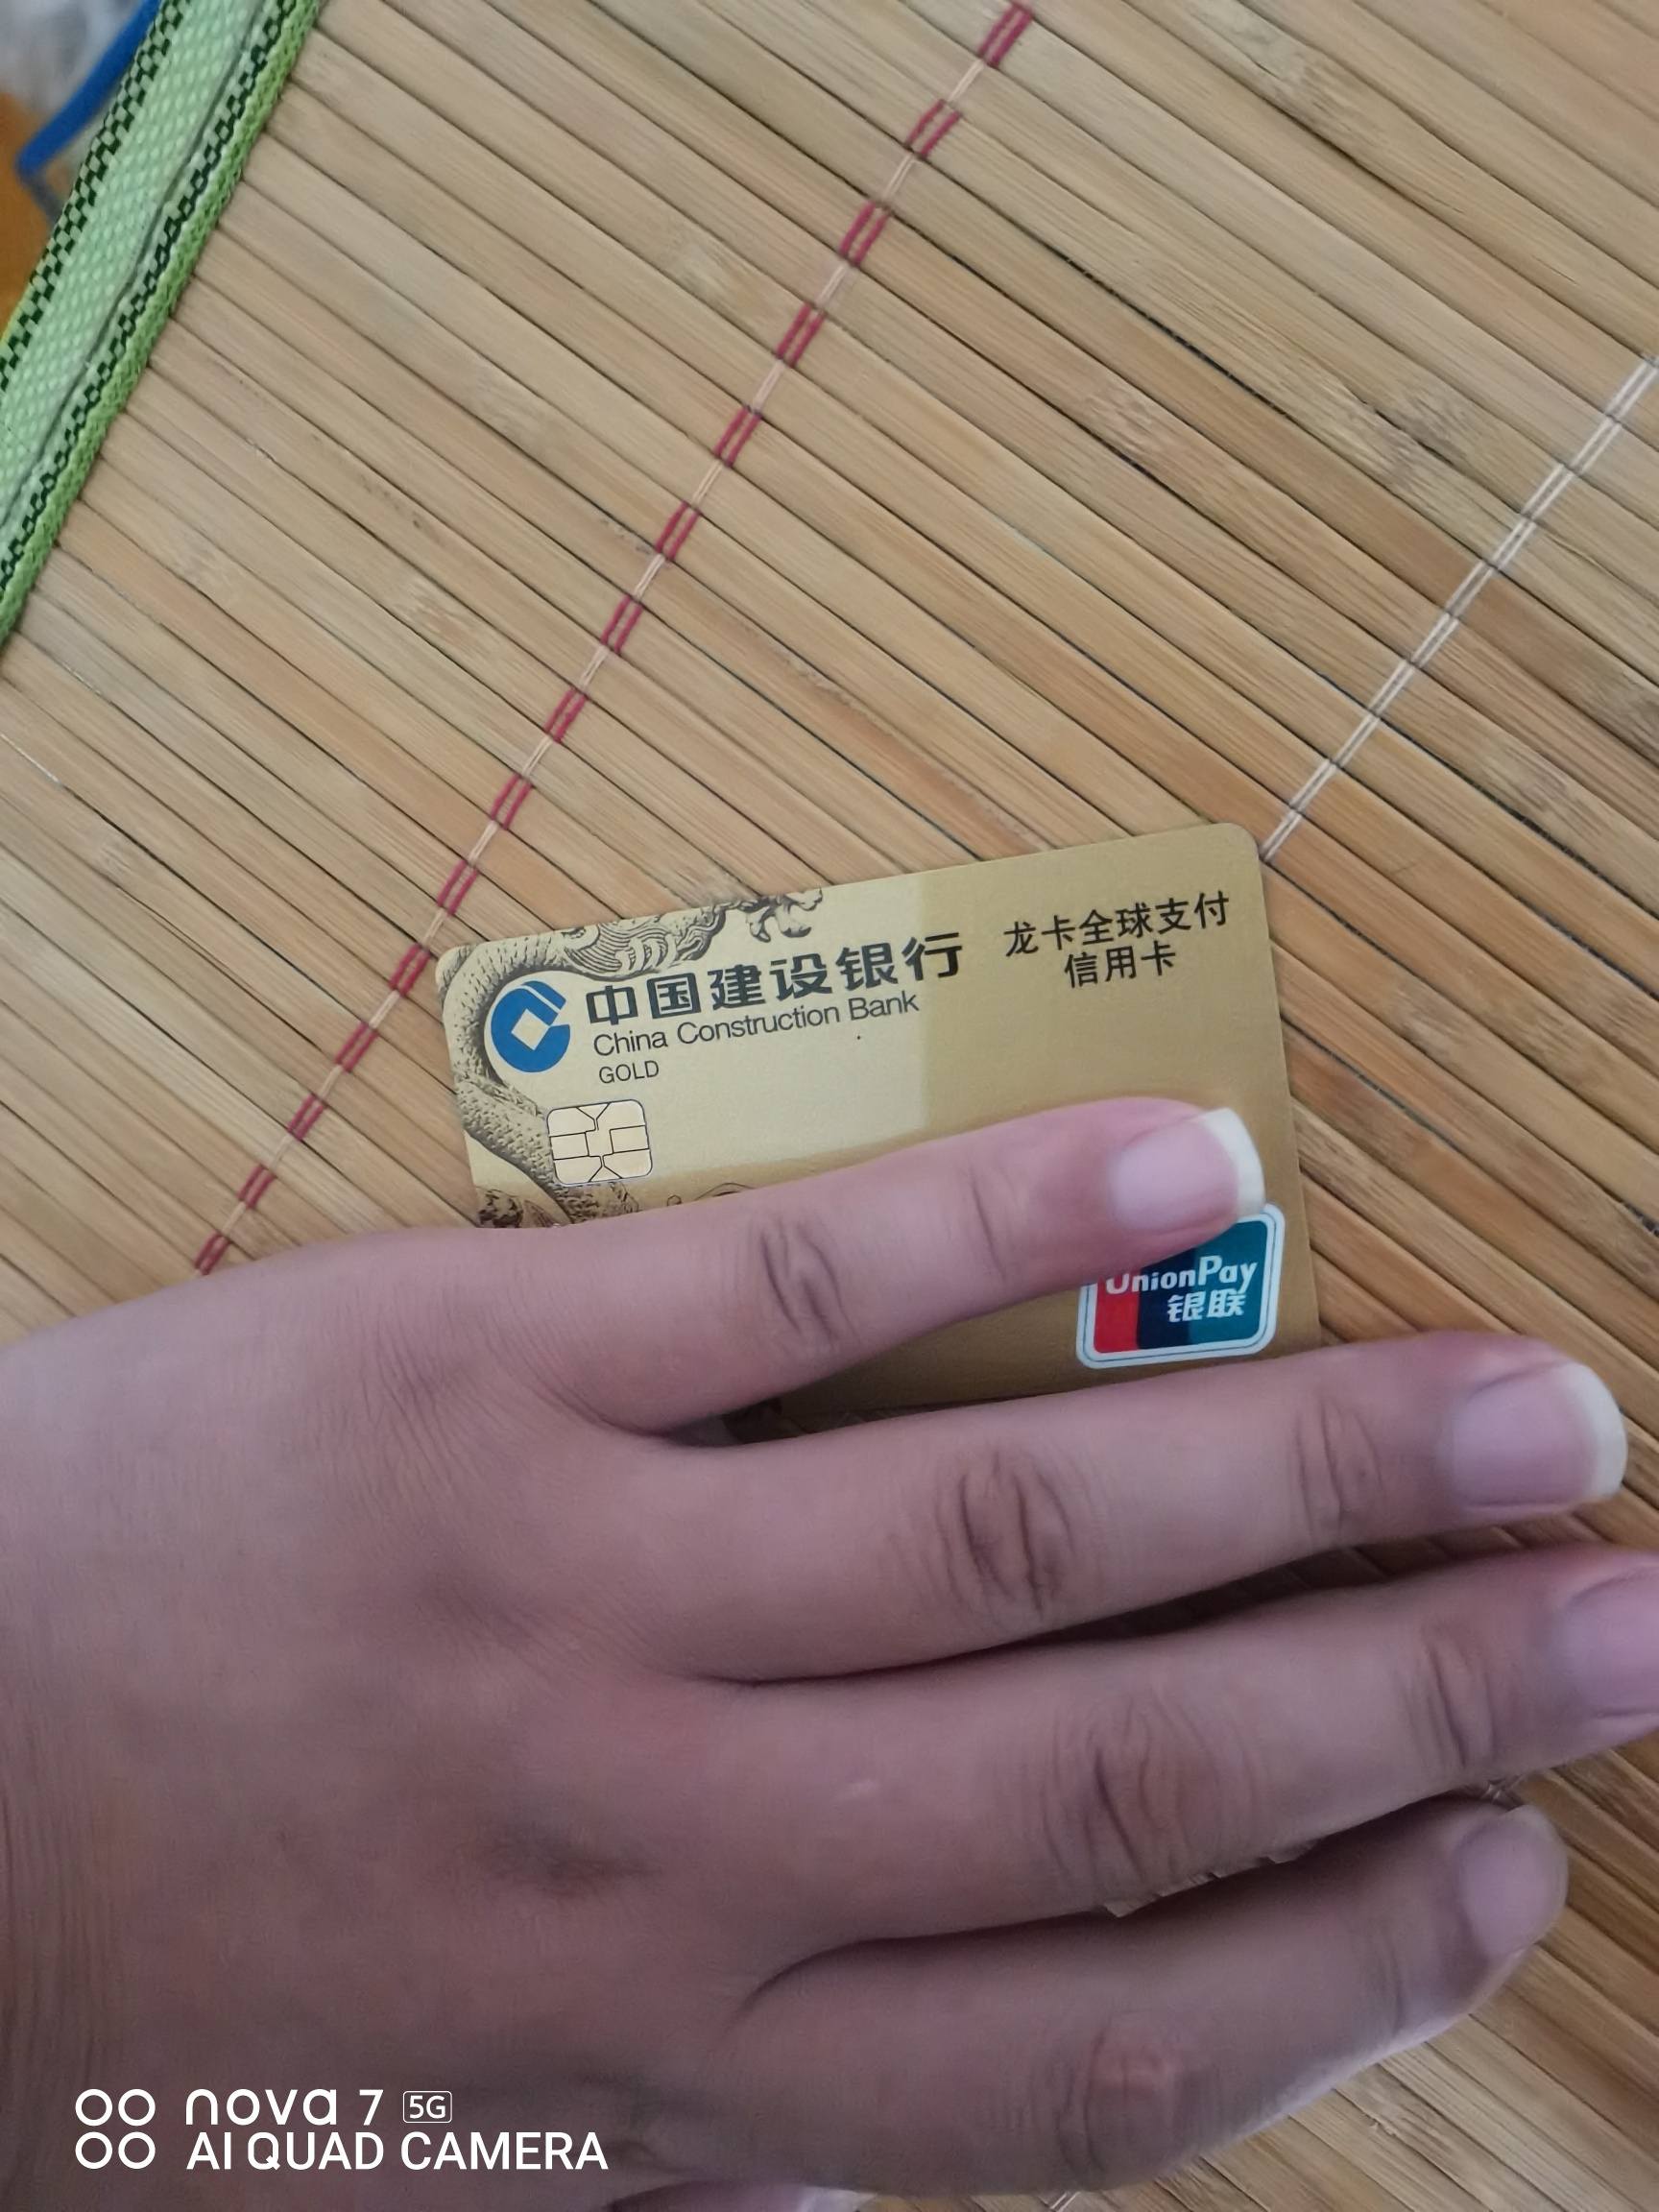 中国建设银行
China Construction Bank
GOLD
龙卡全球支付
信用卡
UnionPay
银联
nova 7 5G
AI QUAD CAMERA